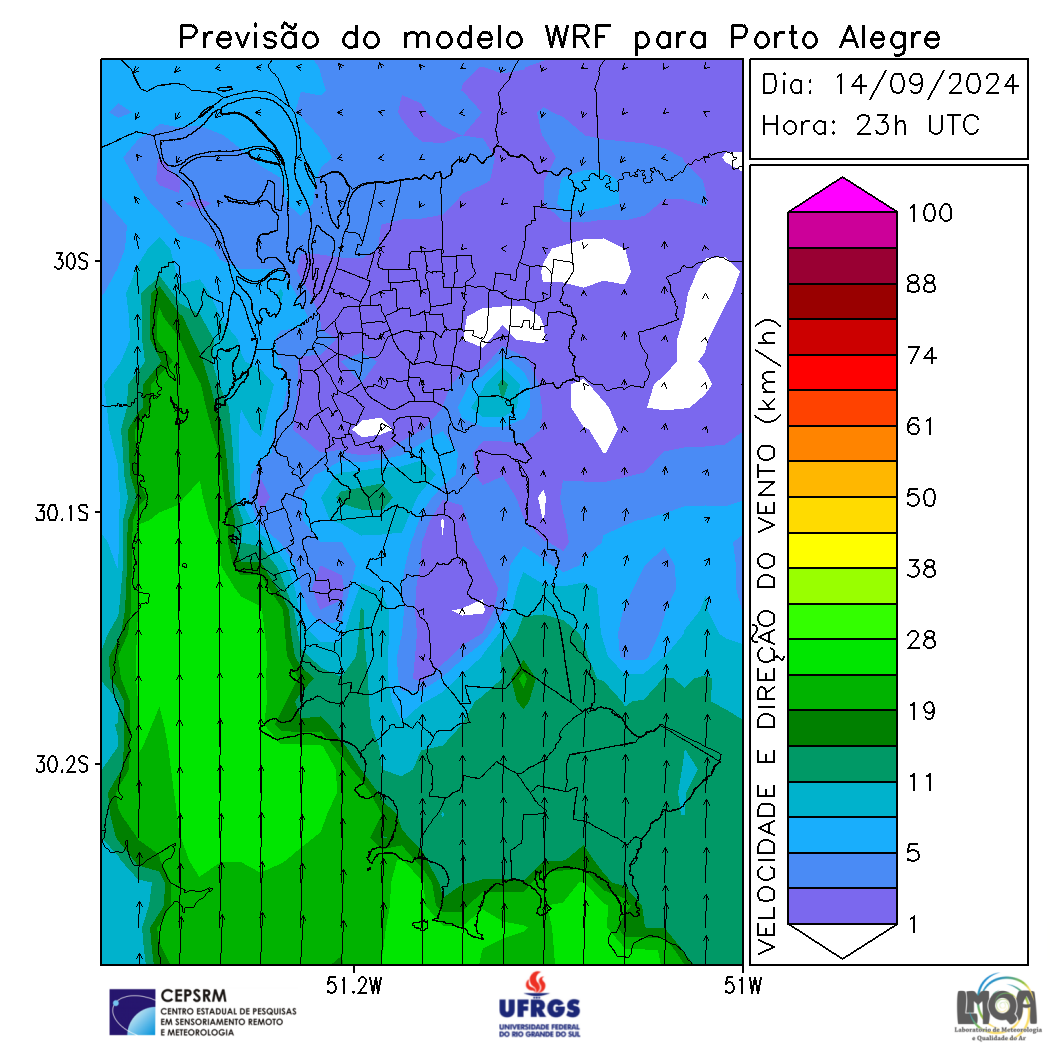 Previsão do modelo WRF para Porto Alegre
Dia: 14/09/2024
Hora: 23h UTC
30S
30.1S
30.2S
51.2W
51W
VELOCIDADE E DIREÇÃO DO VENTO (km/h)
100
88
74
61
50
38
28
19
11
5
1
CEPSRM
CENTRO ESTADUAL DE PESQUISAS
EM SENSORIAMENTO REMOTO
E METEOROLOGIA
UFRGS
UNIVERSIDADE FEDERAL
DO RIO GRANDE DO SUL
LMQA
Laboratório de Meteorologia
e Qualidade do Ar